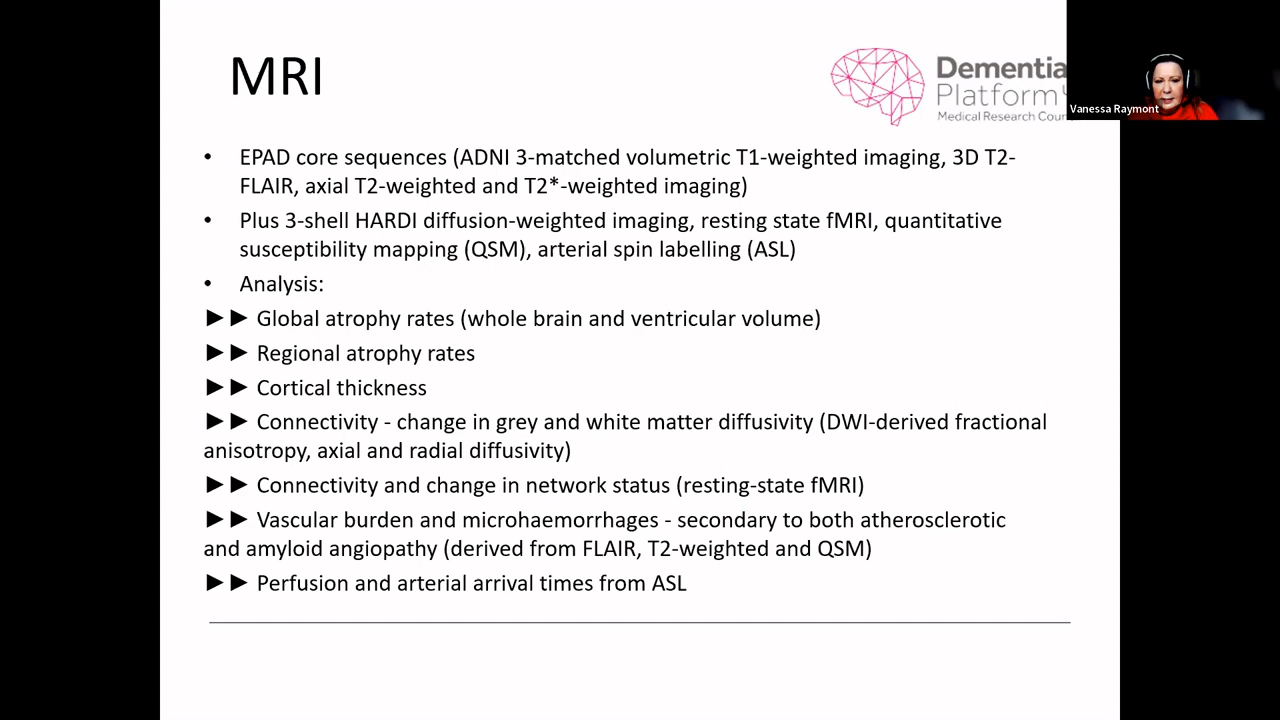 MRI
Dementia
Platform
Medical Research
Vanessa Raymont
• EPAD core sequences (ADNI 3-matched volumetric T1-weighted imaging, 3D T2-
FLAIR, axial T2-weighted and T2*-weighted imaging)
• Plus 3-shell HARDI diffusion-weighted imaging, resting state fMRI, quantitative
susceptibility mapping (QSM), arterial spin labelling (ASL)
• Analysis:
►► Global atrophy rates (whole brain and ventricular volume)
►► Regional atrophy rates
►► Cortical thickness
►► Connectivity - change in grey and white matter diffusivity (DWI-derived fractional
anisotropy, axial and radial diffusivity)
►► Connectivity and change in network status (resting-state fMRI)
►► Vascular burden and microhaemorrhages - secondary to both atherosclerotic
and amyloid angiopathy (derived from FLAIR, T2-weighted and QSM)
►► Perfusion and arterial arrival times from ASL